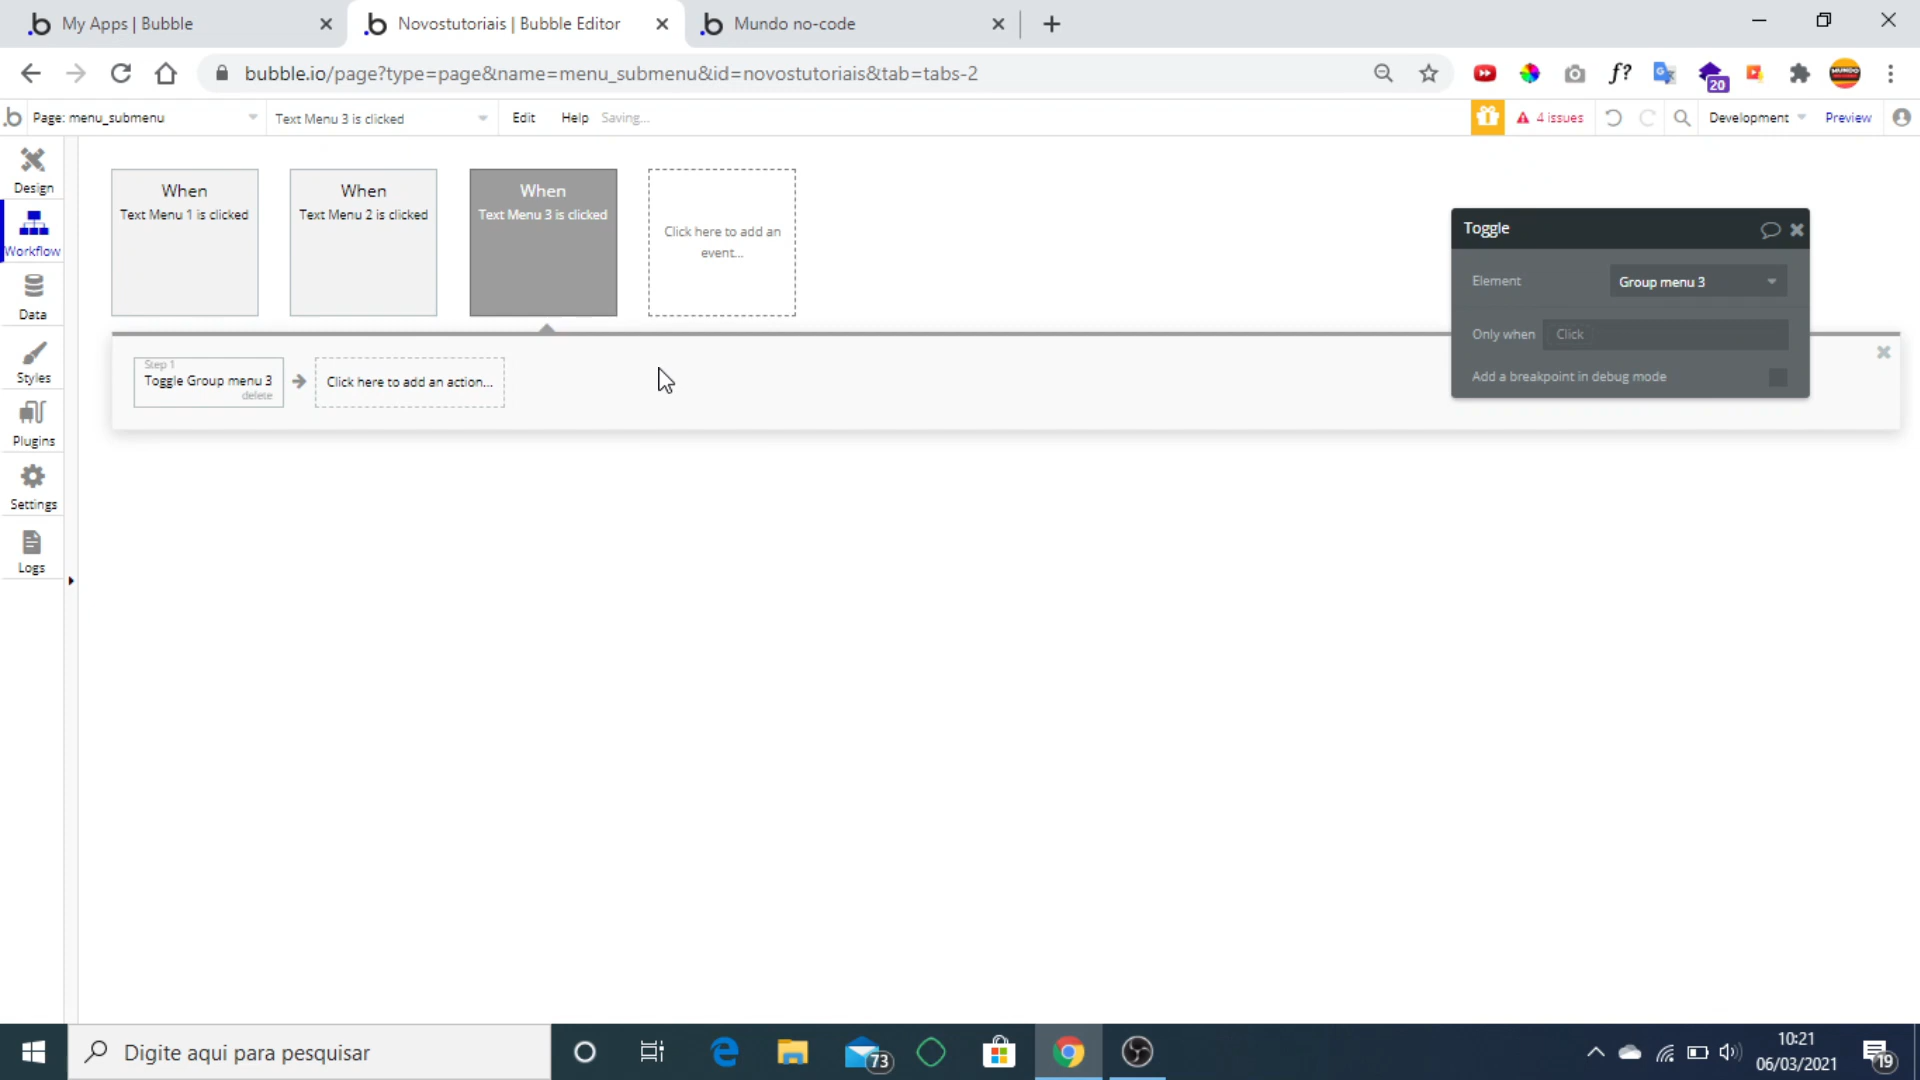 My Apps | Bubble
Novostutoriais | Bubble Editor
Mundo no-code
bubble.io/page?type=page&name=menu_submenu&id=novostutoriais&tab=tabs-2
20
Page: menu_submenu
Text Menu 3 is clicked
Edit
Help
Saving...
4 issues
Development
Preview
Design
Workflow
Data
Styles
Plugins
Settings
Logs
When
Text Menu 1 is clicked
When
Text Menu 2 is clicked
When
Text Menu 3 is clicked
Click here to add an
event...
Step 1
Toggle Group menu 3
delete
Click here to add an action...
Toggle
Element
Group menu 3
Only when
Click
Add a breakpoint in debug mode
Digite aqui para pesquisar
73
10:21
06/03/2021
19